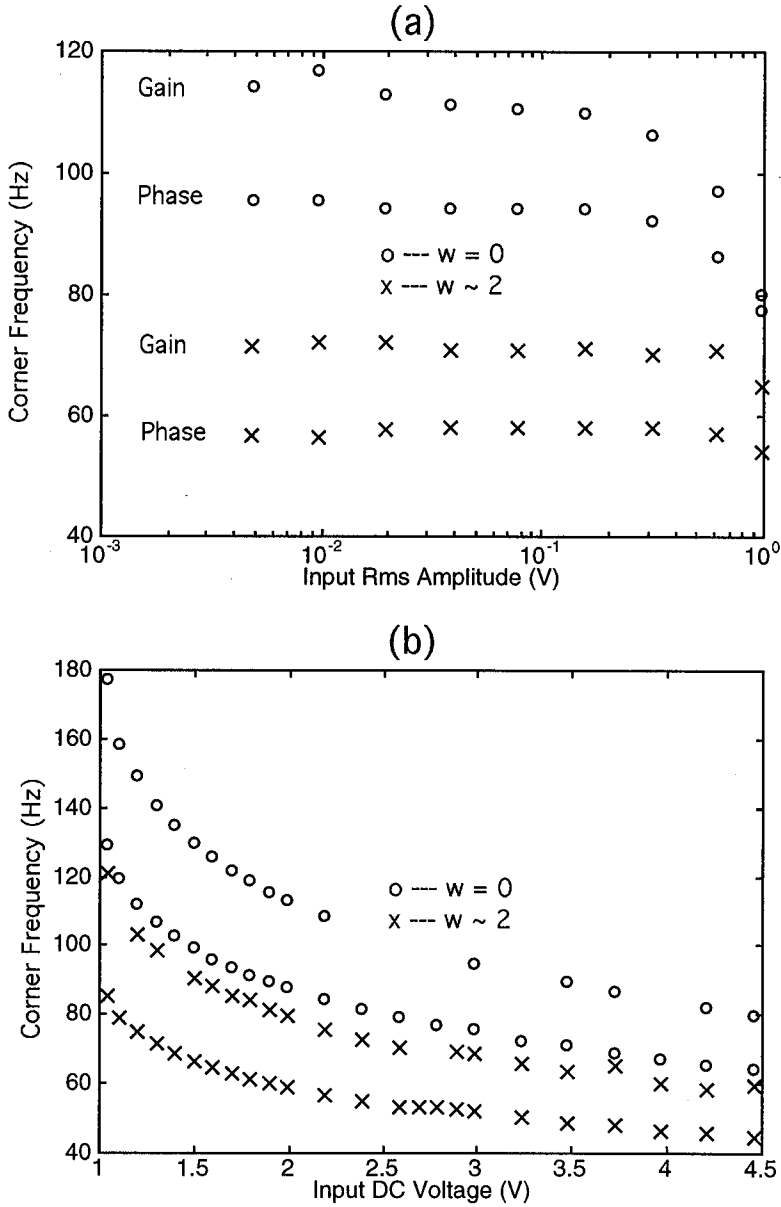 (a)
120
100
80
60
40
Corner Frequency (Hz)
Gain
Phase
o --- w = 0
x --- w ~ 2
Gain
Phase
10⁻³
10⁻²
10⁻¹
10⁰
Input Rms Amplitude (V)
(b)
180
160
140
120
100
80
60
40
Corner Frequency (Hz)
o --- w = 0
x --- w ~ 2
1
1.5
2
2.5
3
3.5
4
4.5
Input DC Voltage (V)